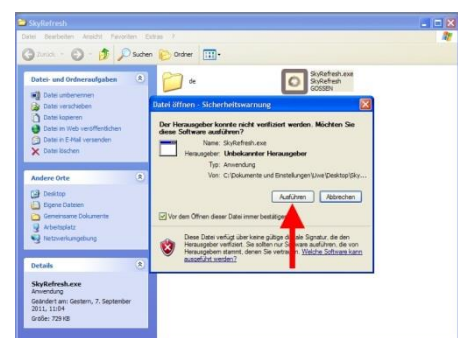 SkyRefresh
Datei Bearbeiten Ansicht Favoriten Extras ?
Zurück
Suchen
Ordner
Datei- und Ordneraufgaben
Datei umbenennen
Datei verschieben
Datei kopieren
Datei im Web veröffentlichen
Datei in E-Mail versenden
Datei löschen
Andere Orte
Desktop
Eigene Dateien
Gemeinsame Dokumente
Arbeitsplatz
Netzwerkumgebung
Details
SkyRefresh.exe
Anwendung
Geändert am: Gestern, 7. September
2011, 11:04
Größe: 729 KB
de
SkyRefresh.exe
SkyRefresh
GOSSEN
Datei öffnen - Sicherheitswarnung
Der Herausgeber konnte nicht verifiziert werden. Möchten Sie
diese Software ausführen?
Name: SkyRefresh.exe
Herausgeber: Unbekannter Herausgeber
Typ: Anwendung
Von: C:\Dokumente und Einstellungen\Uwe\Desktop\Sky...
Ausführen
Abbrechen
Vor dem Öffnen dieser Datei immer bestätigen
Diese Datei verfügt über keine gültige digitale Signatur, die den
Herausgeber verifiziert. Sie sollten nur Software ausführen, die von
Herausgebern stammt, denen Sie vertrauen. Welche Software kann
ausgeführt werden?